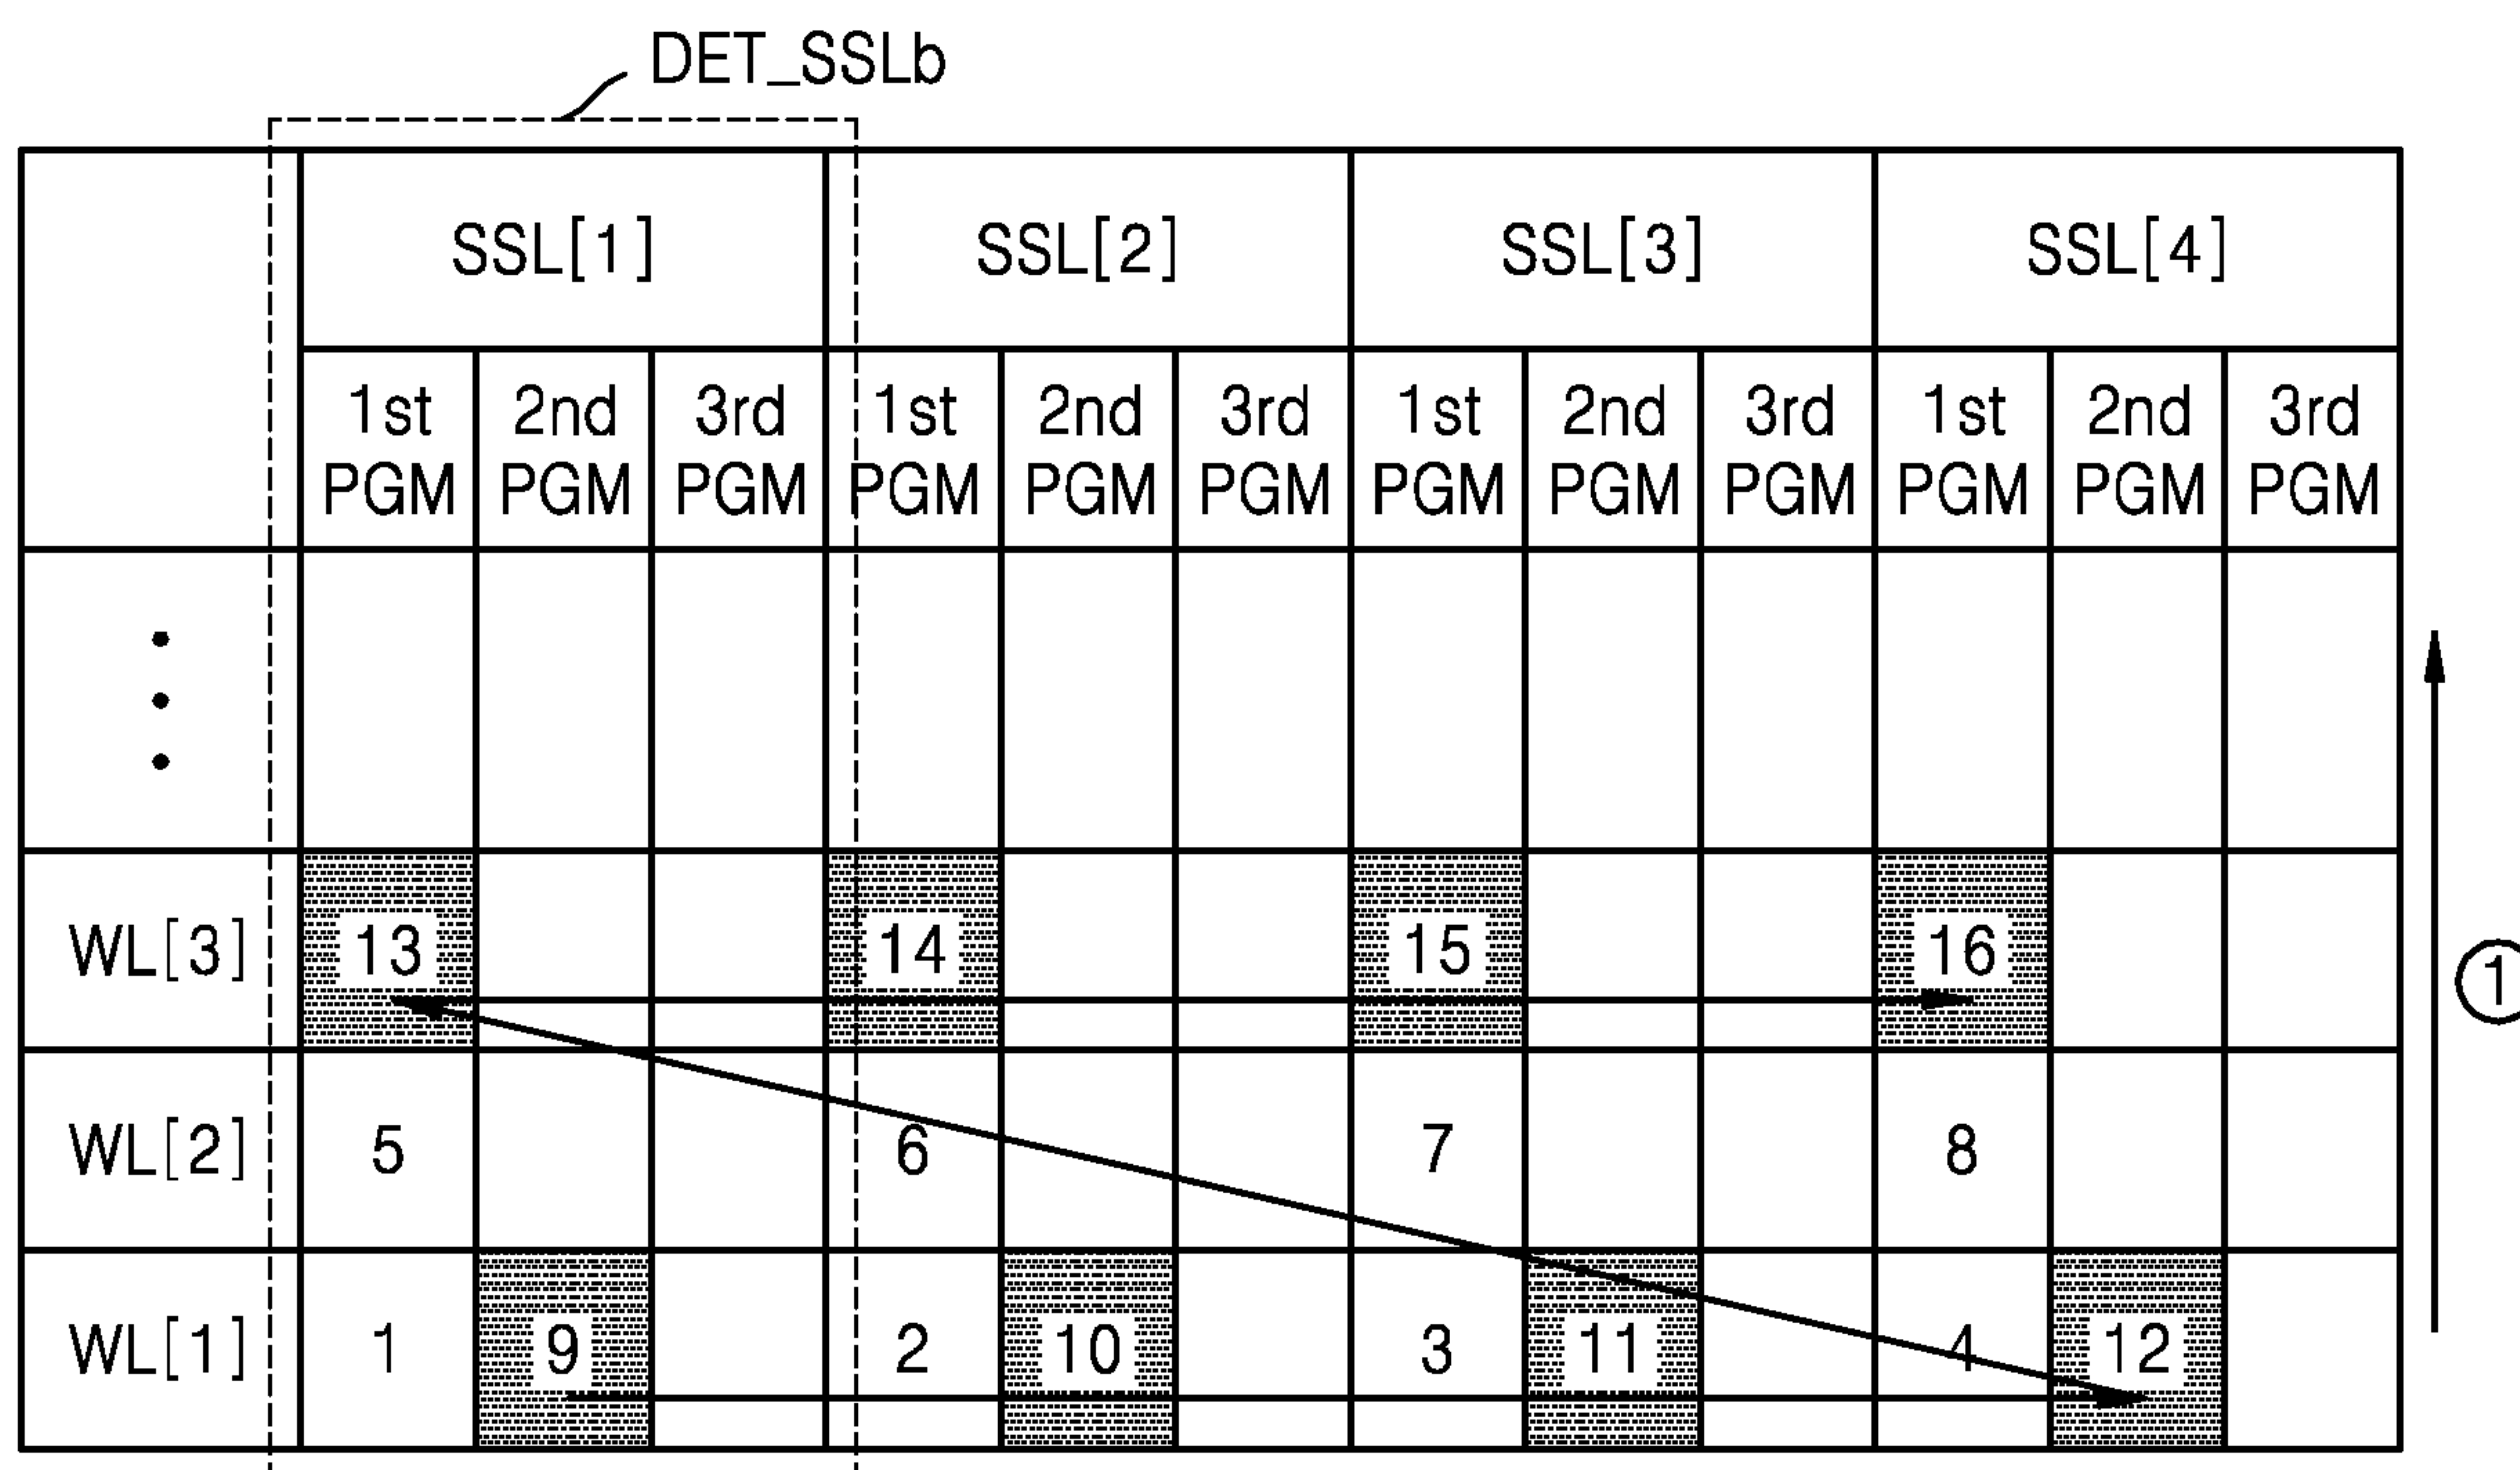 DET_SSLb
SSL[1] SSL[2] SSL[3] SSL[4]
1st 2nd 3rd 1st 2nd 3rd 1st 2nd 3rd 1st 2nd 3rd
PGM PGM PGM PGM PGM PGM PGM PGM PGM PGM PGM PGM
WL[3] 13 14 15 16
1
WL[2] 5 6 7 8
WL[1] 1 9 2 10 3 11 4 12